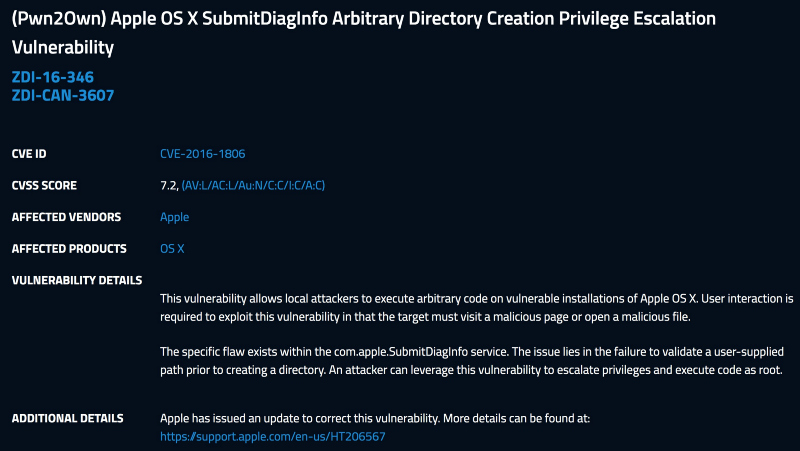 (Pwn2Own) Apple OS X SubmitDiagInfo Arbitrary Directory Creation Privilege Escalation
Vulnerability
ZDI-16-346
ZDI-CAN-3607
CVE ID CVE-2016-1806
CVSS SCORE 7.2, (AV:L/AC:L/Au:N/C:C/I:C/A:C)
AFFECTED VENDORS Apple
AFFECTED PRODUCTS OS X
VULNERABILITY DETAILS
This vulnerability allows local attackers to execute arbitrary code on vulnerable installations of Apple OS X. User interaction is
required to exploit this vulnerability in that the target must visit a malicious page or open a malicious file.
The specific flaw exists within the com.apple.SubmitDiagInfo service. The issue lies in the failure to validate a user-supplied
path prior to creating a directory. An attacker can leverage this vulnerability to escalate privileges and execute code as root.
ADDITIONAL DETAILS Apple has issued an update to correct this vulnerability. More details can be found at:
https://support.apple.com/en-us/HT206567